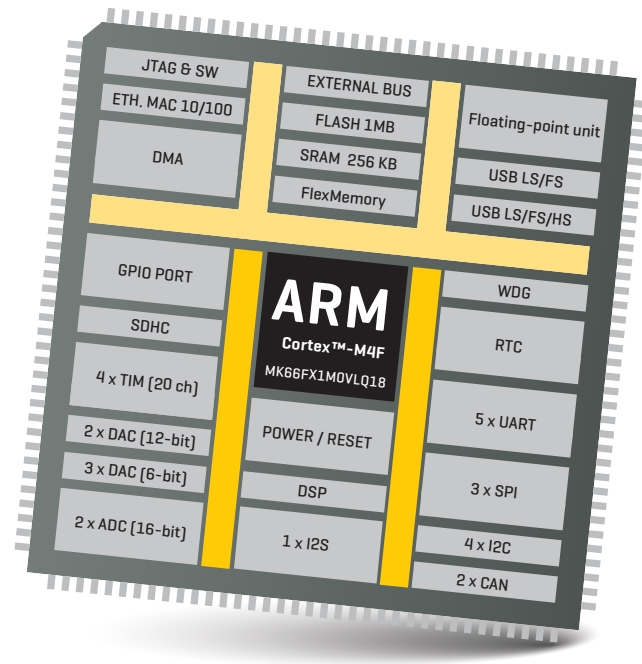 JTAG & SW
ETH. MAC 10/100
DMA
EXTERNAL BUS
FLASH 1MB
SRAM 256 KB
FlexMemory
Floating-point unit
USB LS/FS
USB LS/FS/HS
GPIO PORT
SDHC
4 x TIM (20 ch)
2 x DAC (12-bit)
3 x DAC (6-bit)
2 x ADC (16-bit)
ARM
Cortex™-M4F
MK66FX1M0VLQ18
POWER / RESET
DSP
1 x I2S
WDG
RTC
5 x UART
3 x SPI
4 x I2C
2 x CAN